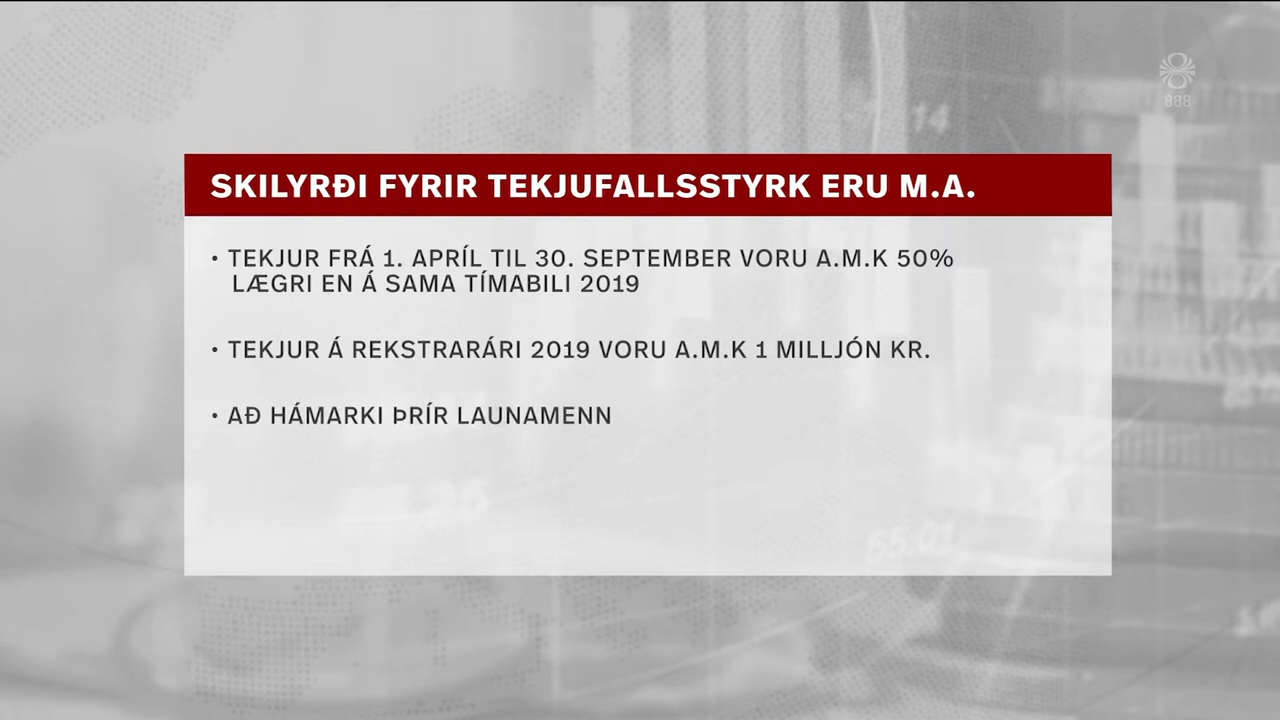 888
14
SKILYRÐI FYRIR TEKJUFALLSSTYRK ERU M.A.
• TEKJUR FRÁ 1. APRÍL TIL 30. SEPTEMBER VORU A.M.K 50%
LÆGRI EN Á SAMA TÍMABILI 2019
• TEKJUR Á REKSTRARÁRI 2019 VORU A.M.K 1 MILLJÓN KR.
• AÐ HÁMARKI ÞRÍR LAUNAMENN